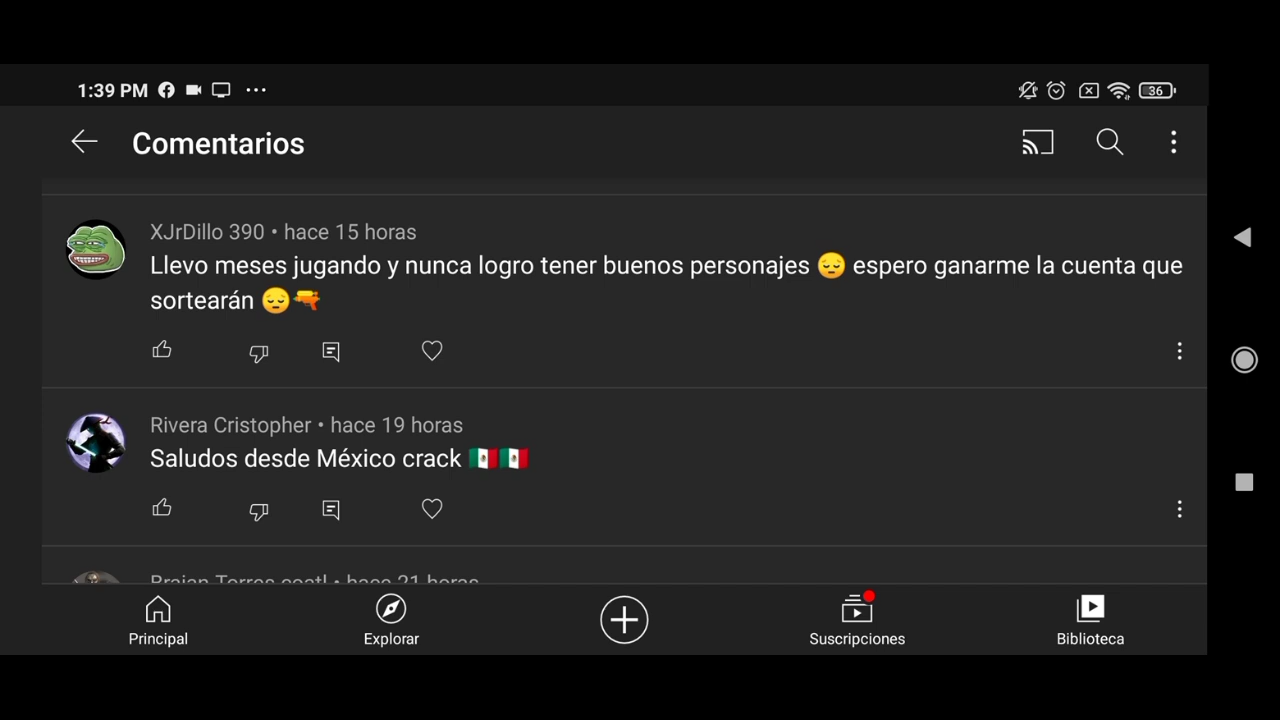 1:39 PM
36
Comentarios
XJrDillo 390 • hace 15 horas
Llevo meses jugando y nunca logro tener buenos personajes 😔 espero ganarme la cuenta que
sortearán 😔🔫
Rivera Cristopher • hace 19 horas
Saludos desde México crack 🇲🇽🇲🇽
Braian Torres coatl • hace 21 horas
Principal
Explorar
Suscripciones
Biblioteca